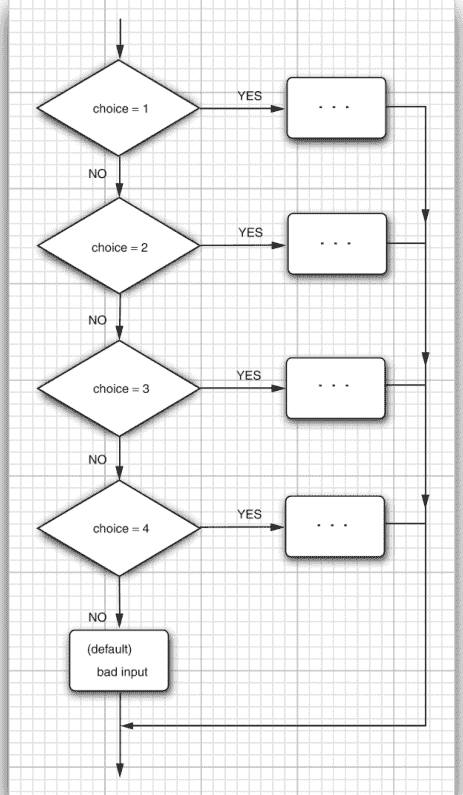 choice = 1
YES
. . .
NO
choice = 2
YES
. . .
NO
choice = 3
YES
. . .
NO
choice = 4
YES
. . .
NO
(default)
bad input